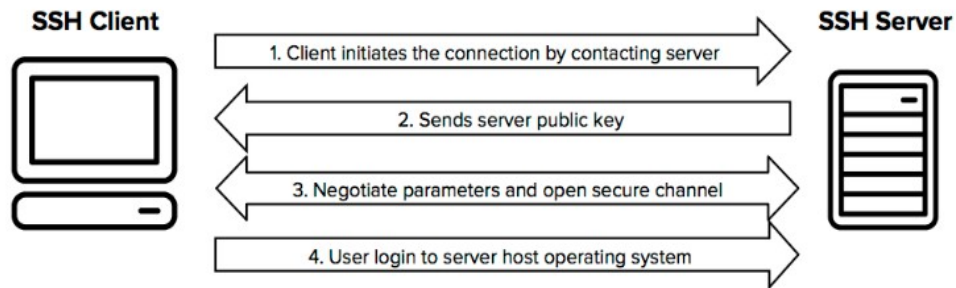 SSH Client
SSH Server
1. Client initiates the connection by contacting server
2. Sends server public key
3. Negotiate parameters and open secure channel
4. User login to server host operating system